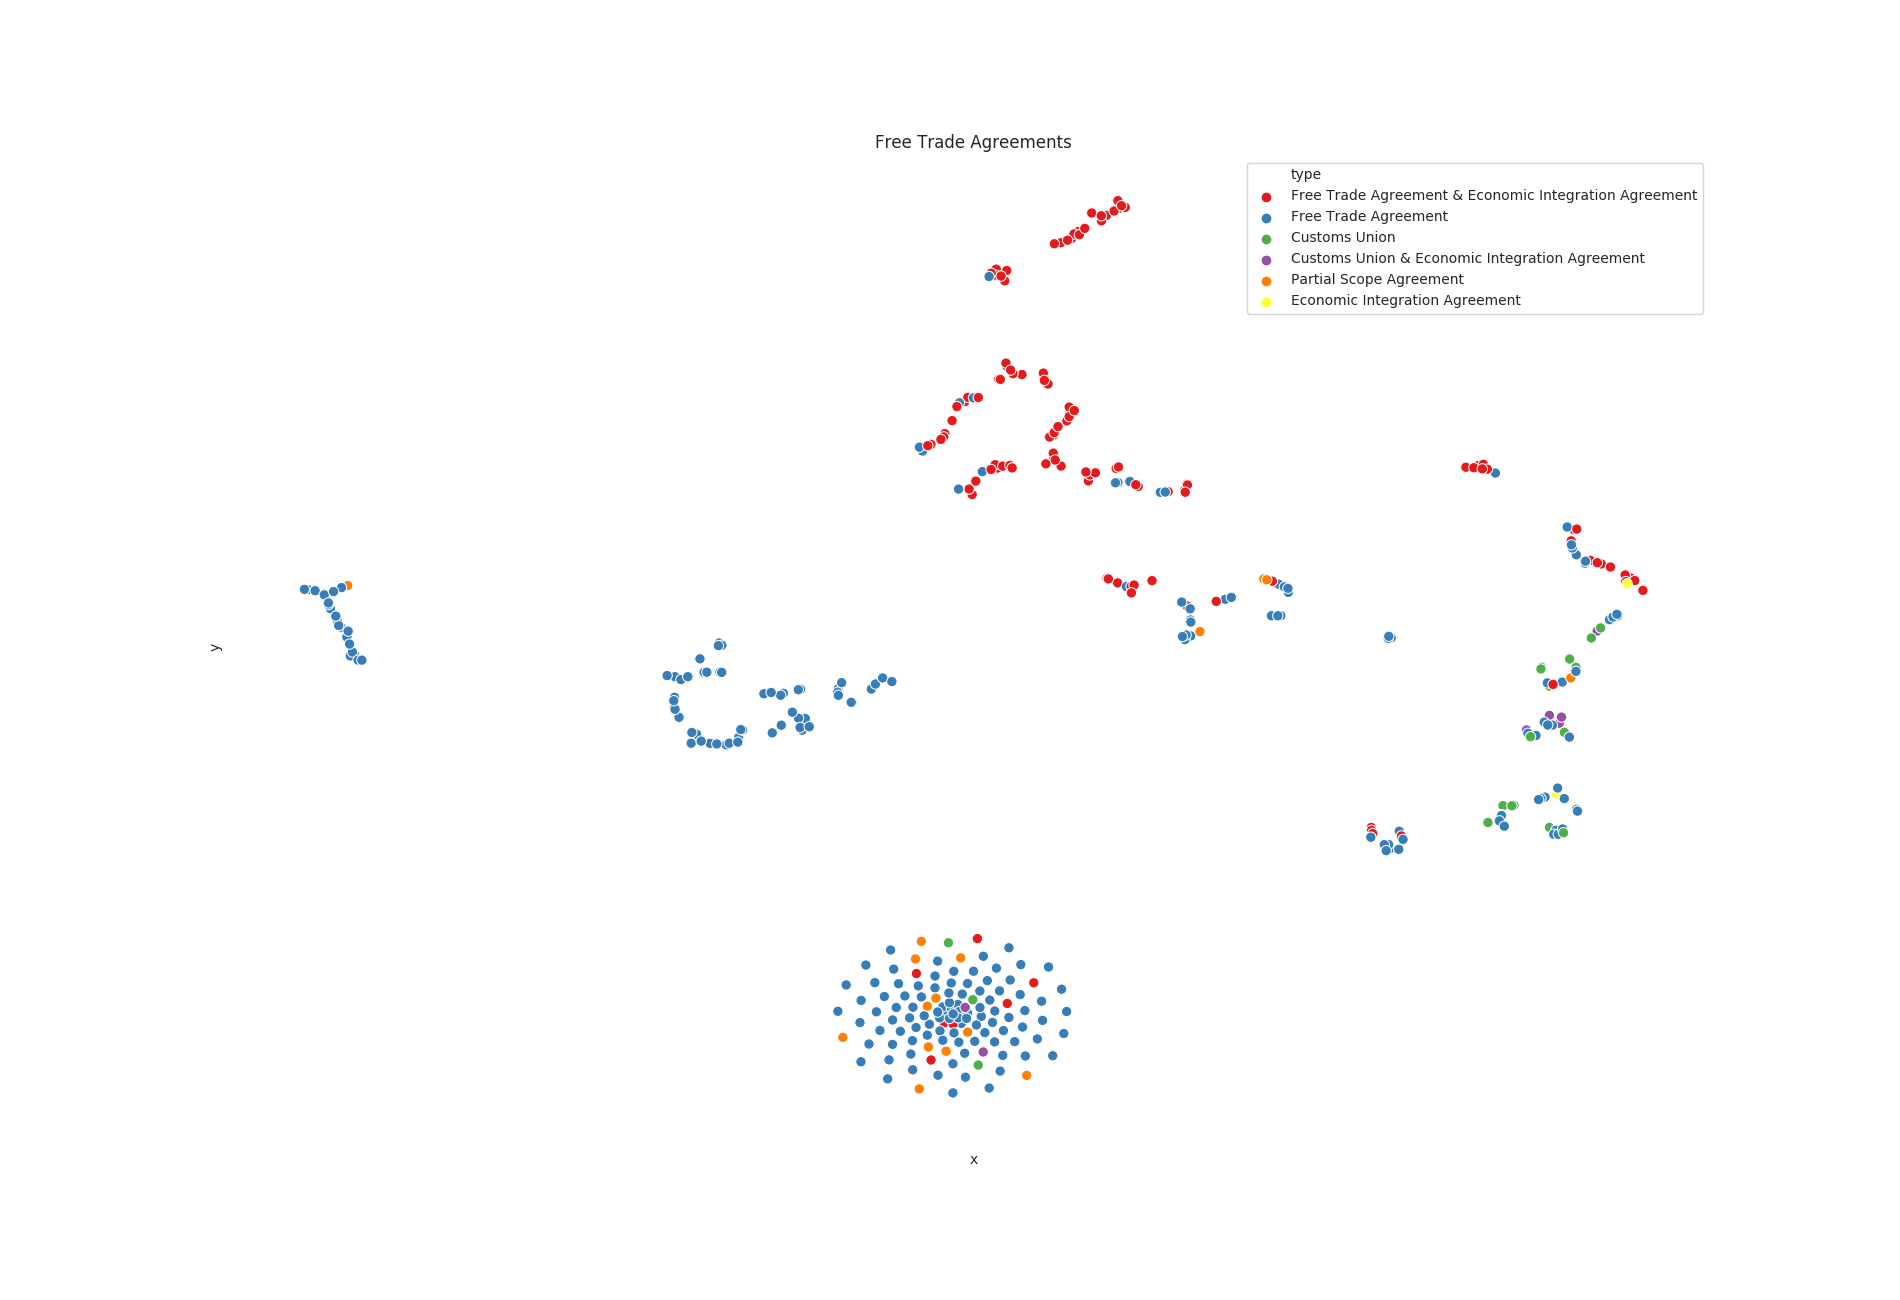 Free Trade Agreements
type
Free Trade Agreement & Economic Integration Agreement
Free Trade Agreement
Customs Union
Customs Union & Economic Integration Agreement
Partial Scope Agreement
Economic Integration Agreement
y
x